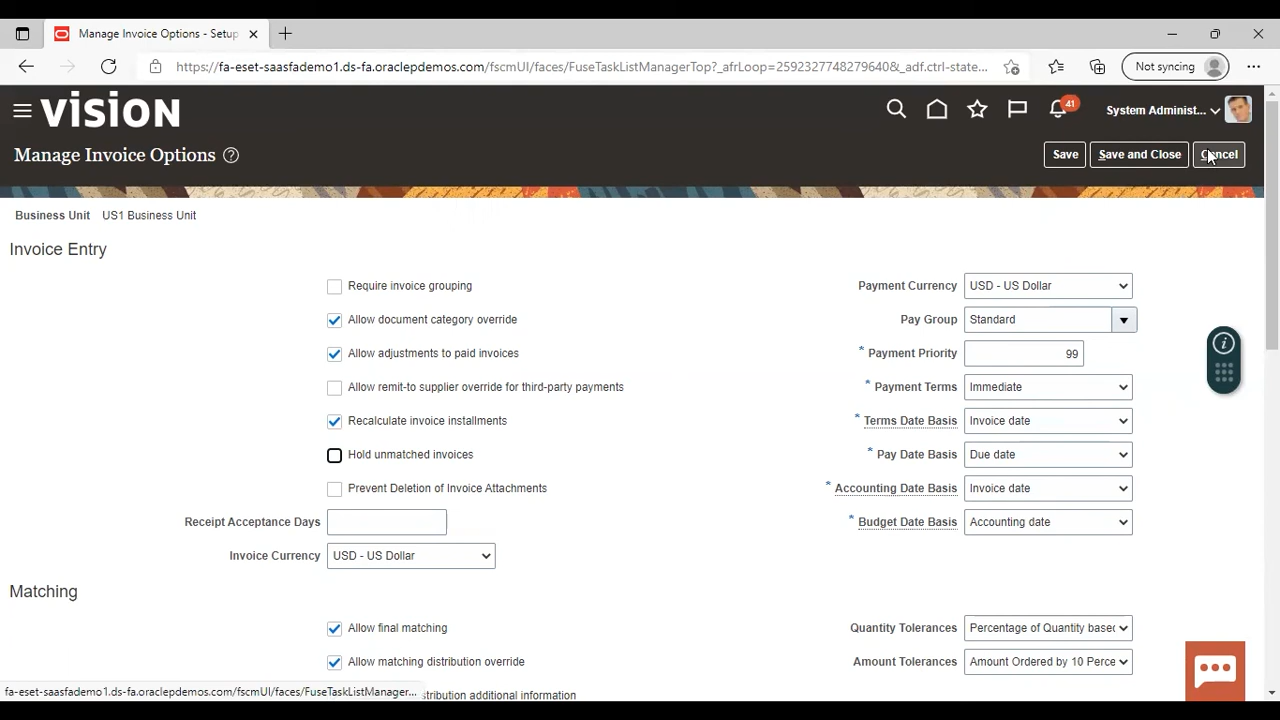 Manage Invoice Options - Setup
https://fa-eset-saasfademo1.ds-fa.oraclepdemos.com/fscmUI/faces/FuseTaskListManagerTop?_afrLoop=25923277748279640&_adf.ctrl-state...
Not syncing
VISION
41
System Administ...
Manage Invoice Options
Save
Save and Close
Cancel
Business Unit US1 Business Unit
Invoice Entry
Require invoice grouping
Payment Currency USD - US Dollar
Allow document category override
Pay Group Standard
Allow adjustments to paid invoices
* Payment Priority 99
Allow remit-to supplier override for third-party payments
* Payment Terms Immediate
Recalculate invoice installments
* Terms Date Basis Invoice date
Hold unmatched invoices
* Pay Date Basis Due date
Prevent Deletion of Invoice Attachments
* Accounting Date Basis Invoice date
Receipt Acceptance Days
* Budget Date Basis Accounting date
Invoice Currency USD - US Dollar
Matching
Allow final matching
Quantity Tolerances Percentage of Quantity based
Allow matching distribution override
Amount Tolerances Amount Ordered by 10 Perce
fa-eset-saasfademo1.ds-fa.oraclepdemos.com/fscmUI/faces/FuseTaskListManager...
stribution additional information